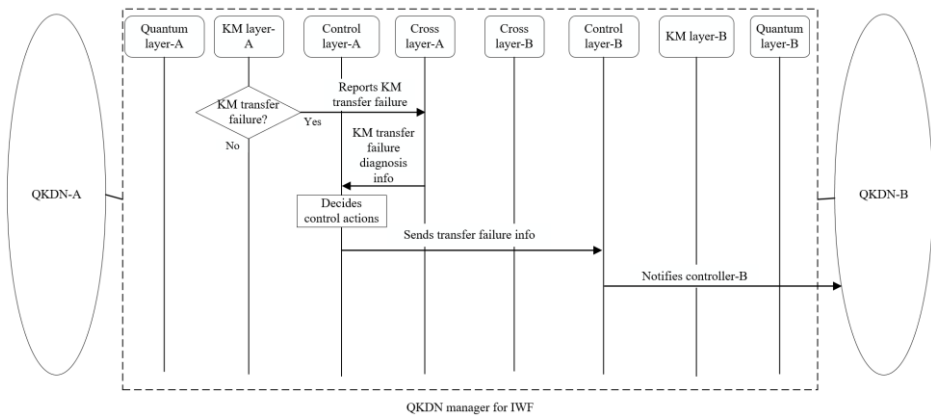 Quantum
layer-A
KM layer-
A
Control
layer-A
Cross
layer-A
Cross
layer-B
Control
layer-B
KM layer-B
Quantum
layer-B
Reports KM
transfer failure
KM transfer
failure?
Yes
No
KM transfer
failure
diagnosis
info
QKDN-A
QKDN-B
Decides
control actions
Sends transfer failure info
Notifies controller-B
QKDN manager for IWF